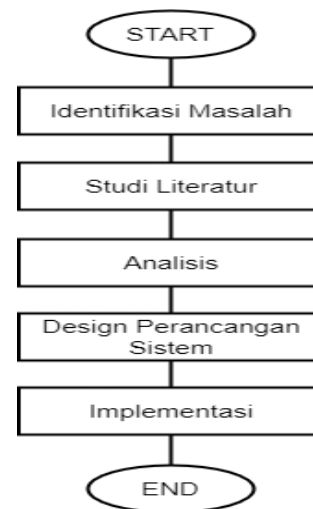 START
Identifikasi Masalah
Studi Literatur
Analisis
Design Perancangan
Sistem
Implementasi
END